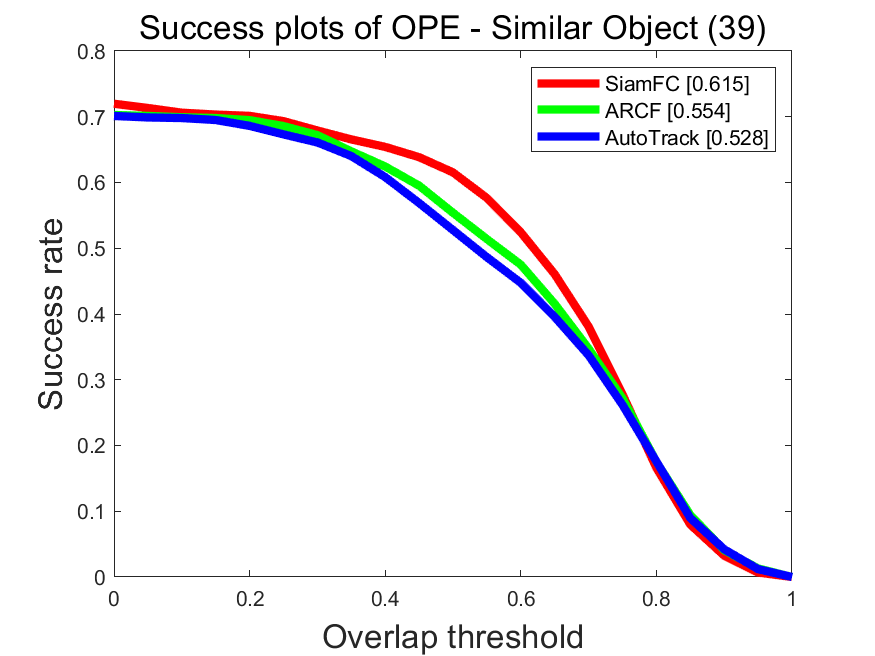 Success plots of OPE - Similar Object (39)
SiamFC [0.615]
ARCF [0.554]
AutoTrack [0.528]
Success rate
0.8
0.7
0.6
0.5
0.4
0.3
0.2
0.1
0
0 0.2 0.4 0.6 0.8 1
Overlap threshold